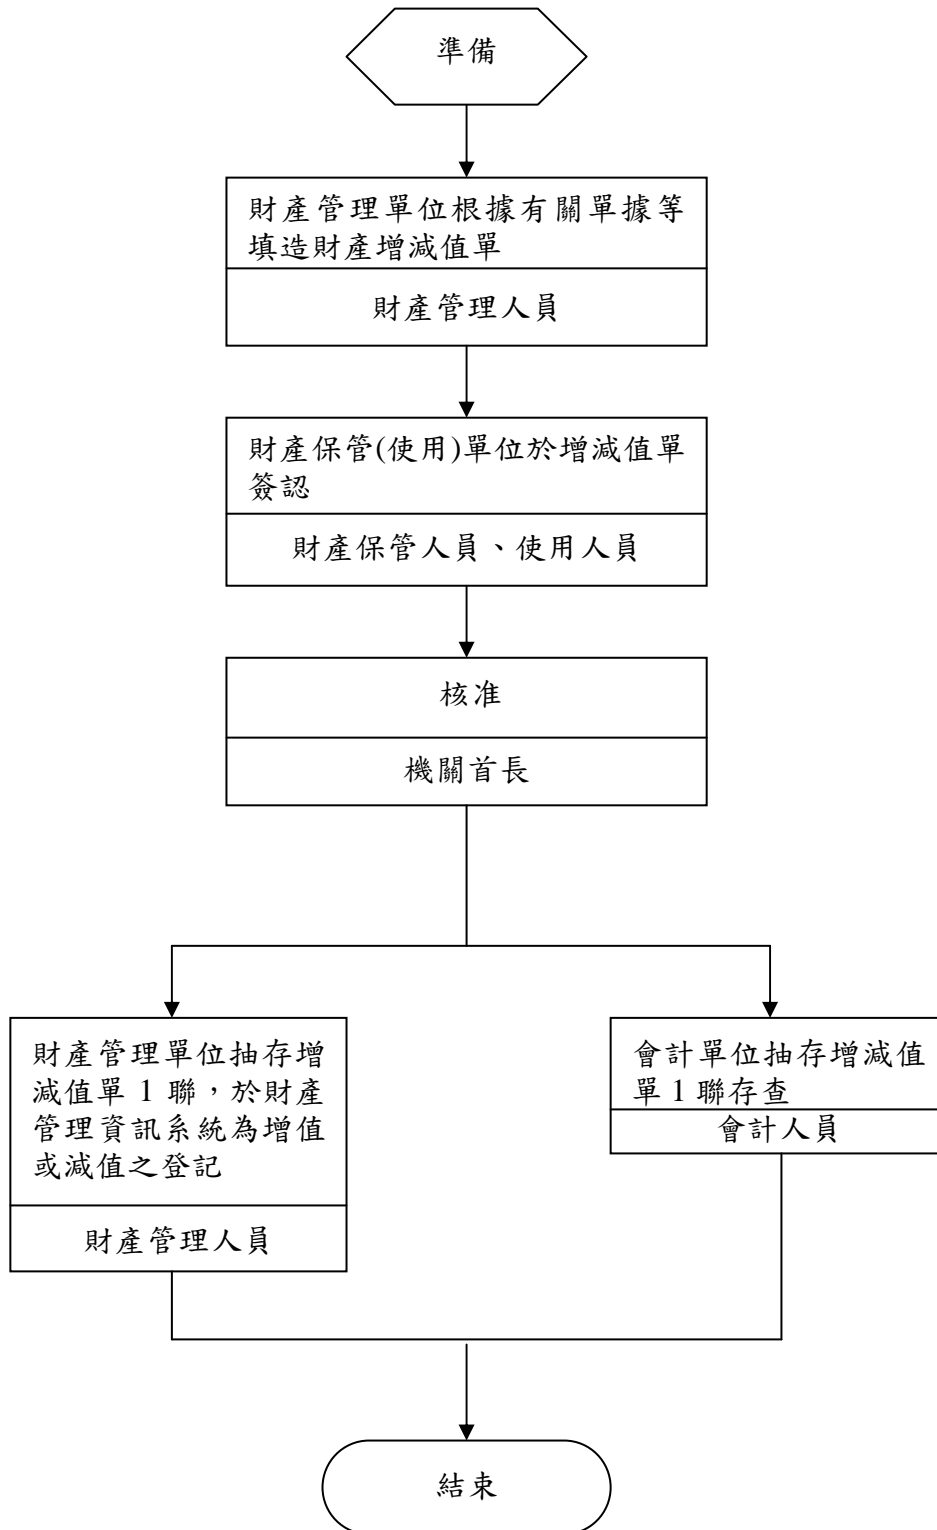 準備
財產管理單位根據有關單據等
填造財產增減值單
財產管理人員
財產保管(使用)單位於增減值單
簽認
財產保管人員、使用人員
核准
機關首長
財產管理單位抽存增
減值單 1 聯，於財產
管理資訊系統為增值
或減值之登記
財產管理人員
會計單位抽存增減值
單 1 聯存查
會計人員
結束